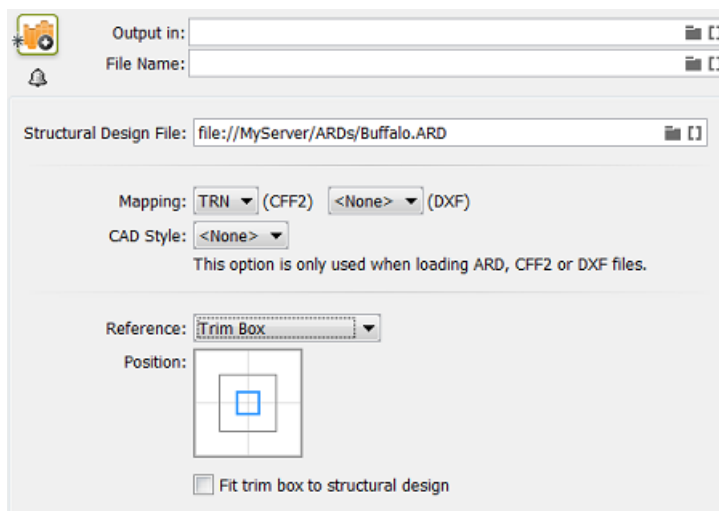 Output in:
File Name:
Structural Design File: file://MyServer/ARDs/Buffalo.ARD
Mapping: TRN (CFF2) <None> (DXF)
CAD Style: <None>
This option is only used when loading ARD, CFF2 or DXF files.
Reference: Trim Box
Position:
Fit trim box to structural design